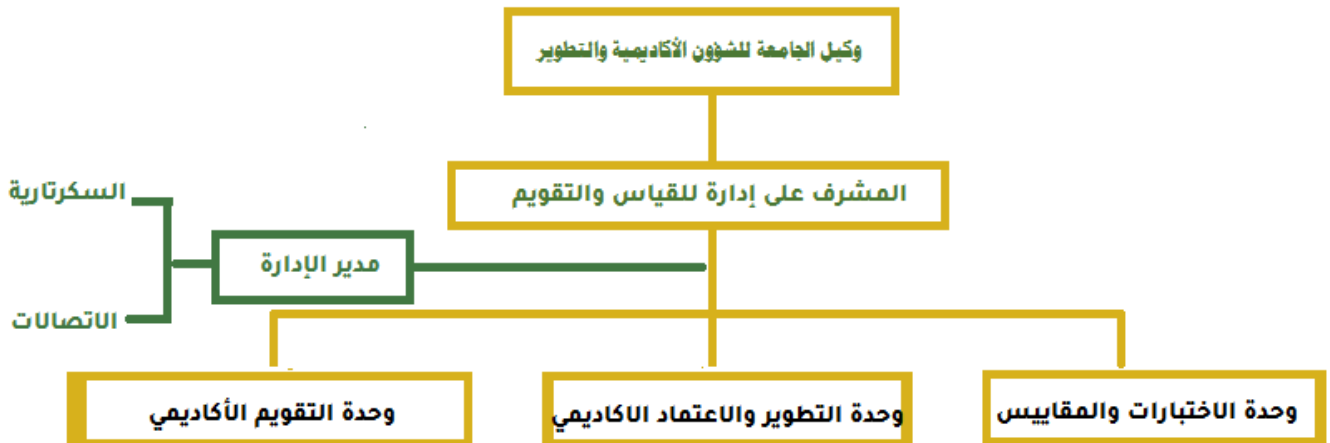 وكيل الجامعة للشؤون الأكاديمية والتطوير
المشرف على إدارة للقياس والتقويم
السكرتارية
مدير الإدارة
الاتصالات
وحدة الاختبارات والمقاييس
وحدة التطوير والاعتماد الاكاديمي
وحدة التقويم الأكاديمي